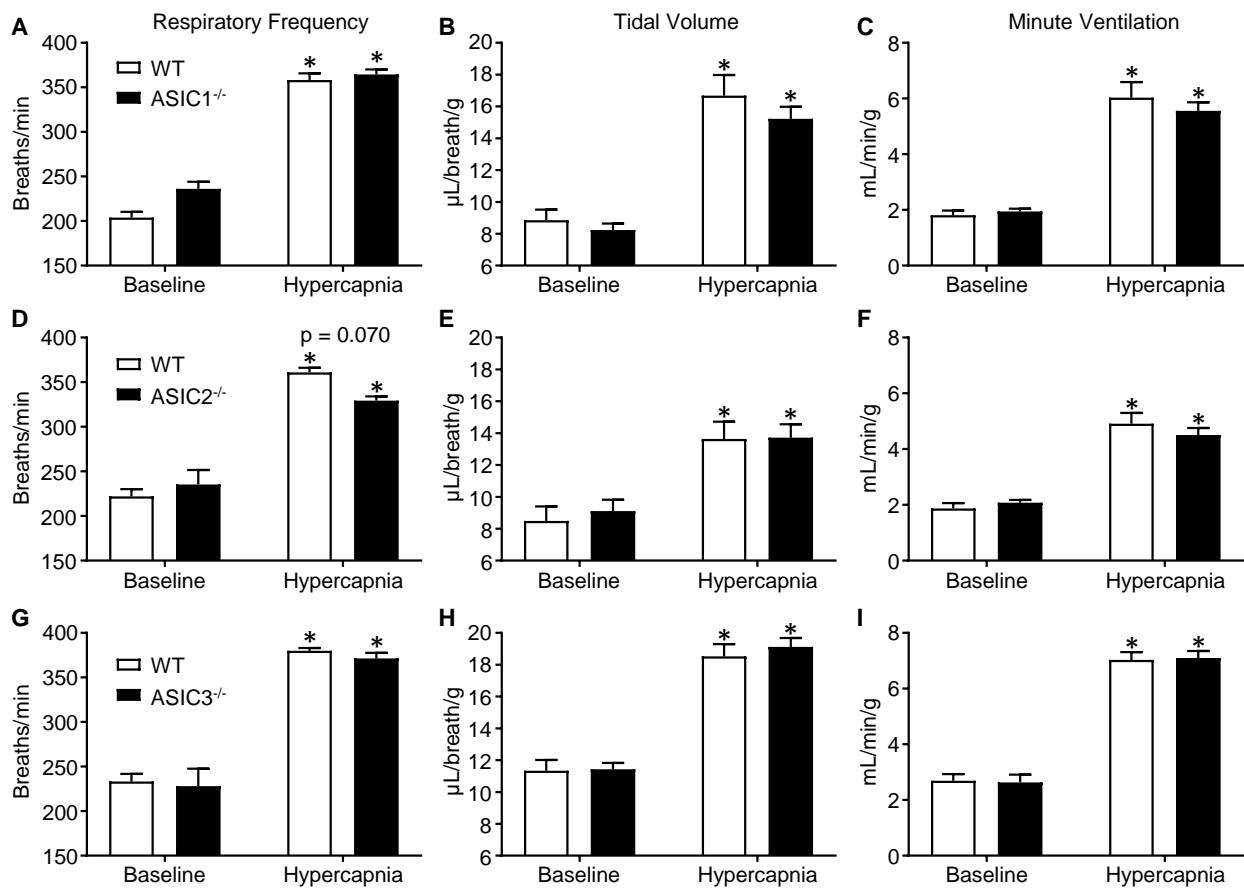 Respiratory Frequency
Tidal Volume
Minute Ventilation
A
400
350
300
250
200
150
Breaths/min
WT
ASIC1-/-
* *
Baseline Hypercapnia
B
20
18
16
14
12
10
8
6
µL/breath/g
* *
Baseline Hypercapnia
C
8
6
4
2
0
mL/min/g
* *
Baseline Hypercapnia
D
400
350
300
250
200
150
Breaths/min
WT
ASIC2-/-
p = 0.070
* *
Baseline Hypercapnia
E
20
18
16
14
12
10
8
6
µL/breath/g
* *
Baseline Hypercapnia
F
8
6
4
2
0
mL/min/g
* *
Baseline Hypercapnia
G
400
350
300
250
200
150
Breaths/min
WT
ASIC3-/-
* *
Baseline Hypercapnia
H
20
18
16
14
12
10
8
6
µL/breath/g
* *
Baseline Hypercapnia
I
8
6
4
2
0
mL/min/g
* *
Baseline Hypercapnia